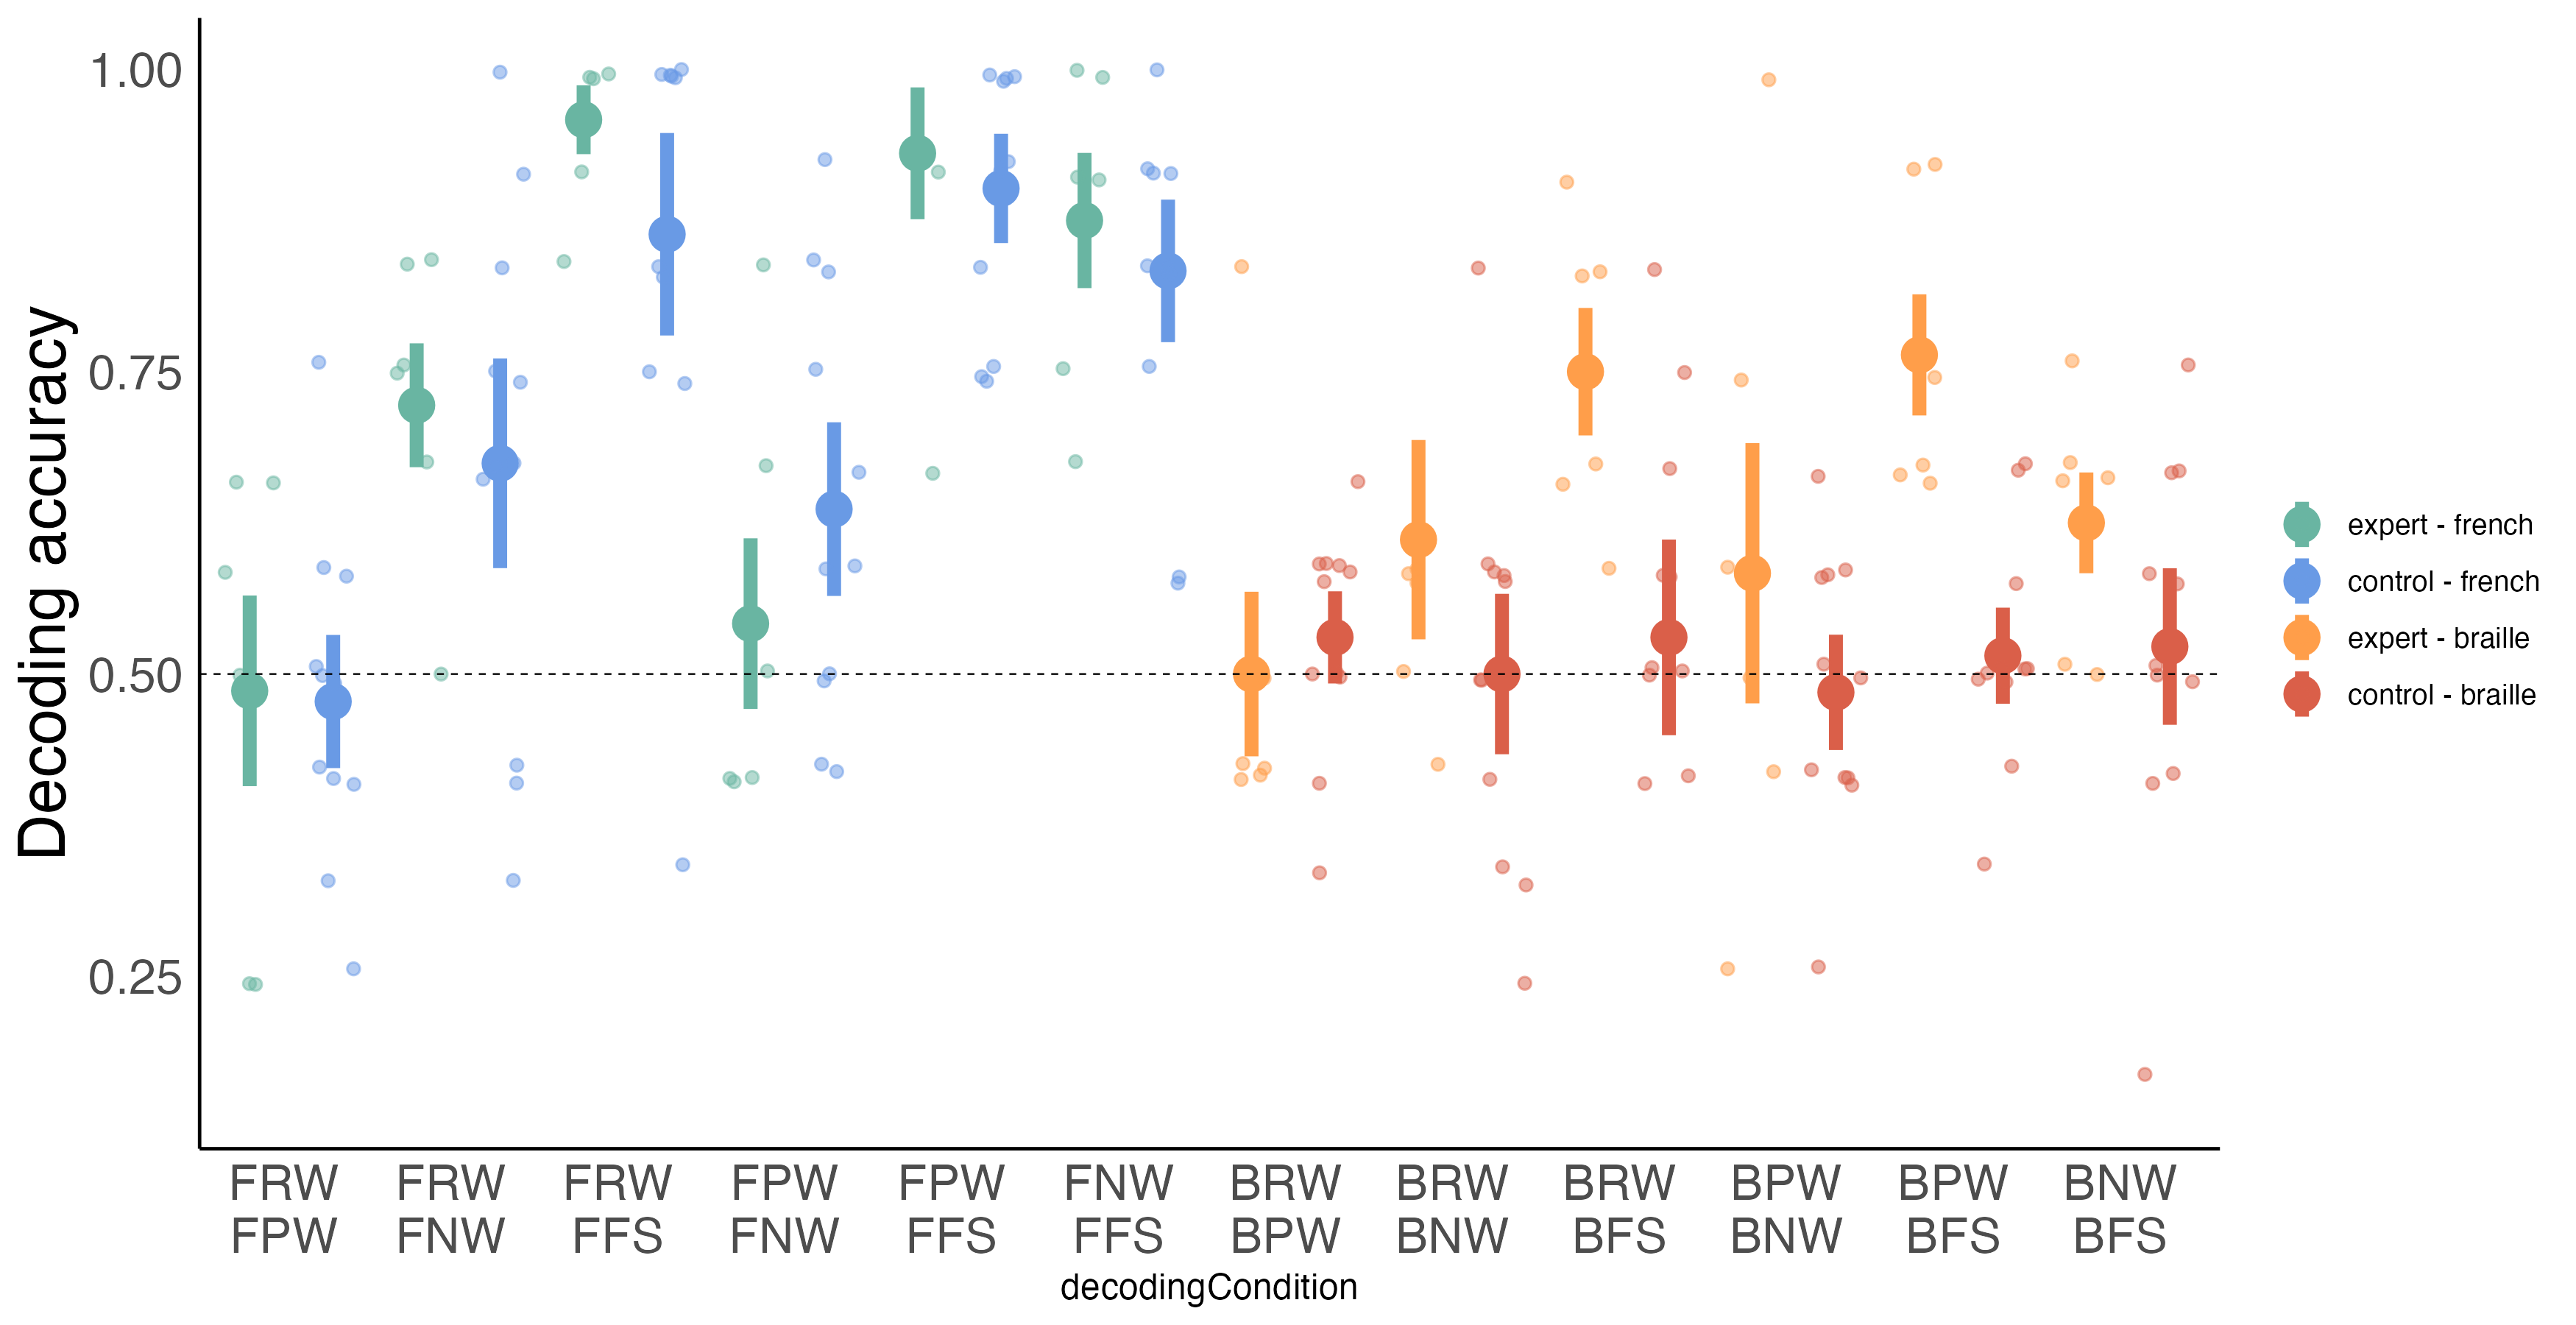 Decoding accuracy
1.00
0.75
0.50
0.25
FRW FRW FRW FPW FPW FNW BRW BRW BRW BPW BPW BNW
FPW FNW FFS FNW FFS FFS BPW BNW BFS BNW BFS BFS
decodingCondition
expert - french
control - french
expert - braille
control - braille